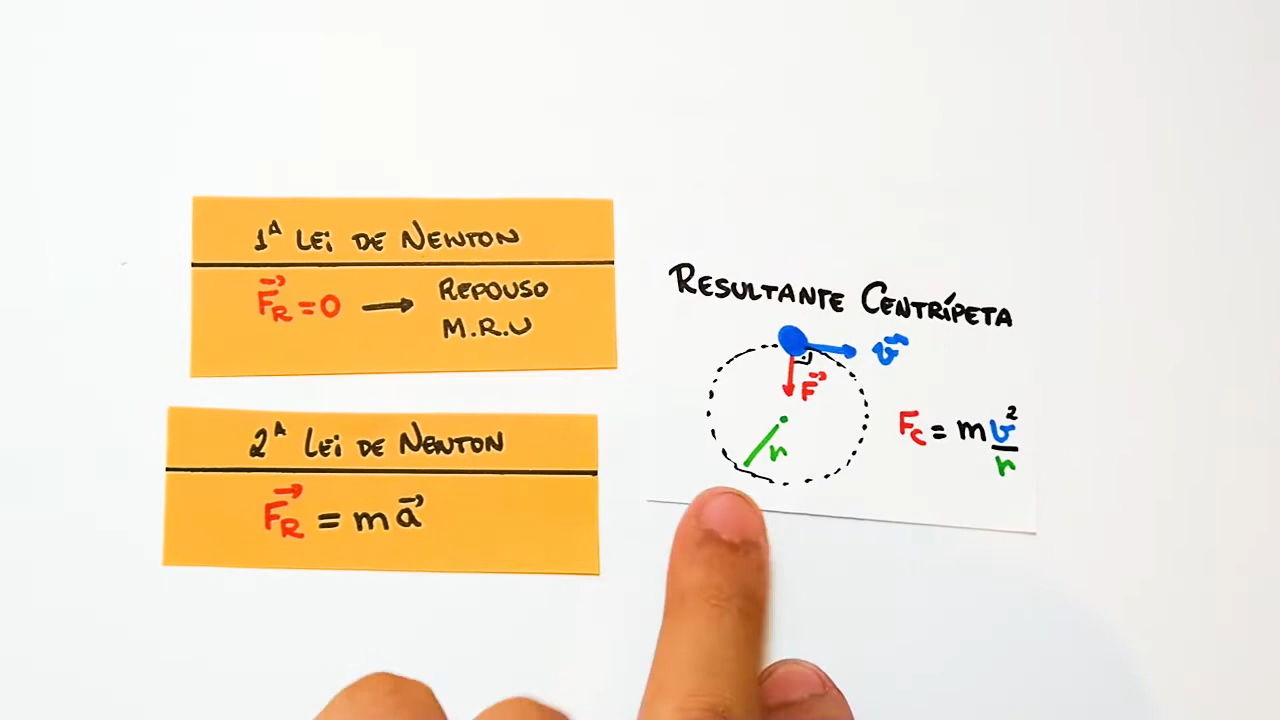 1ª LEI DE NEWTON
F⃗R = 0 → REPOUSO
M.R.U
2ª LEI DE NEWTON
F⃗R = m a⃗
RESULTANTE CENTRÍPETA
v⃗
F⃗
r
Fc = m v²/r